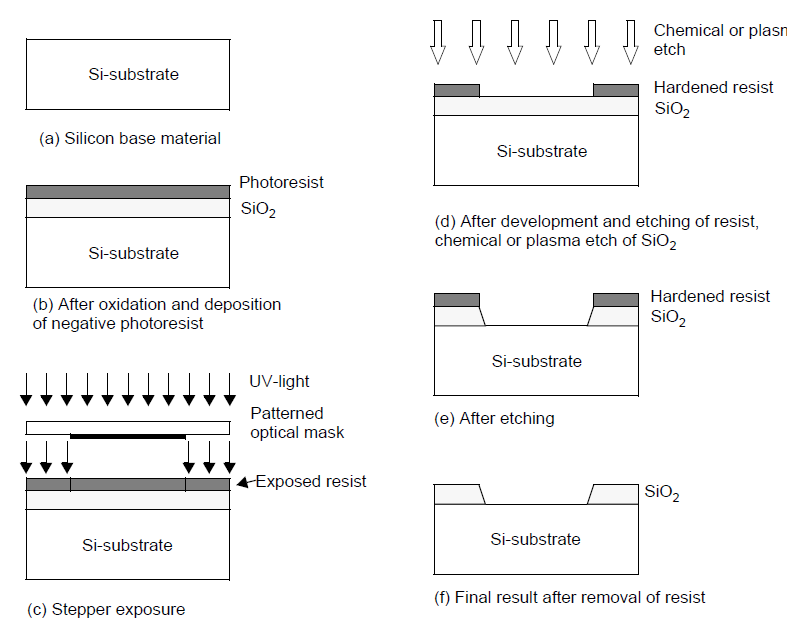 Si-substrate
(a) Silicon base material
Photoresist
SiO2
Si-substrate
(b) After oxidation and deposition
of negative photoresist
UV-light
Patterned
optical mask
Exposed resist
Si-substrate
(c) Stepper exposure
Chemical or plasm
etch
Hardened resist
SiO2
Si-substrate
(d) After development and etching of resist,
chemical or plasma etch of SiO2
Hardened resist
SiO2
Si-substrate
(e) After etching
SiO2
Si-substrate
(f) Final result after removal of resist